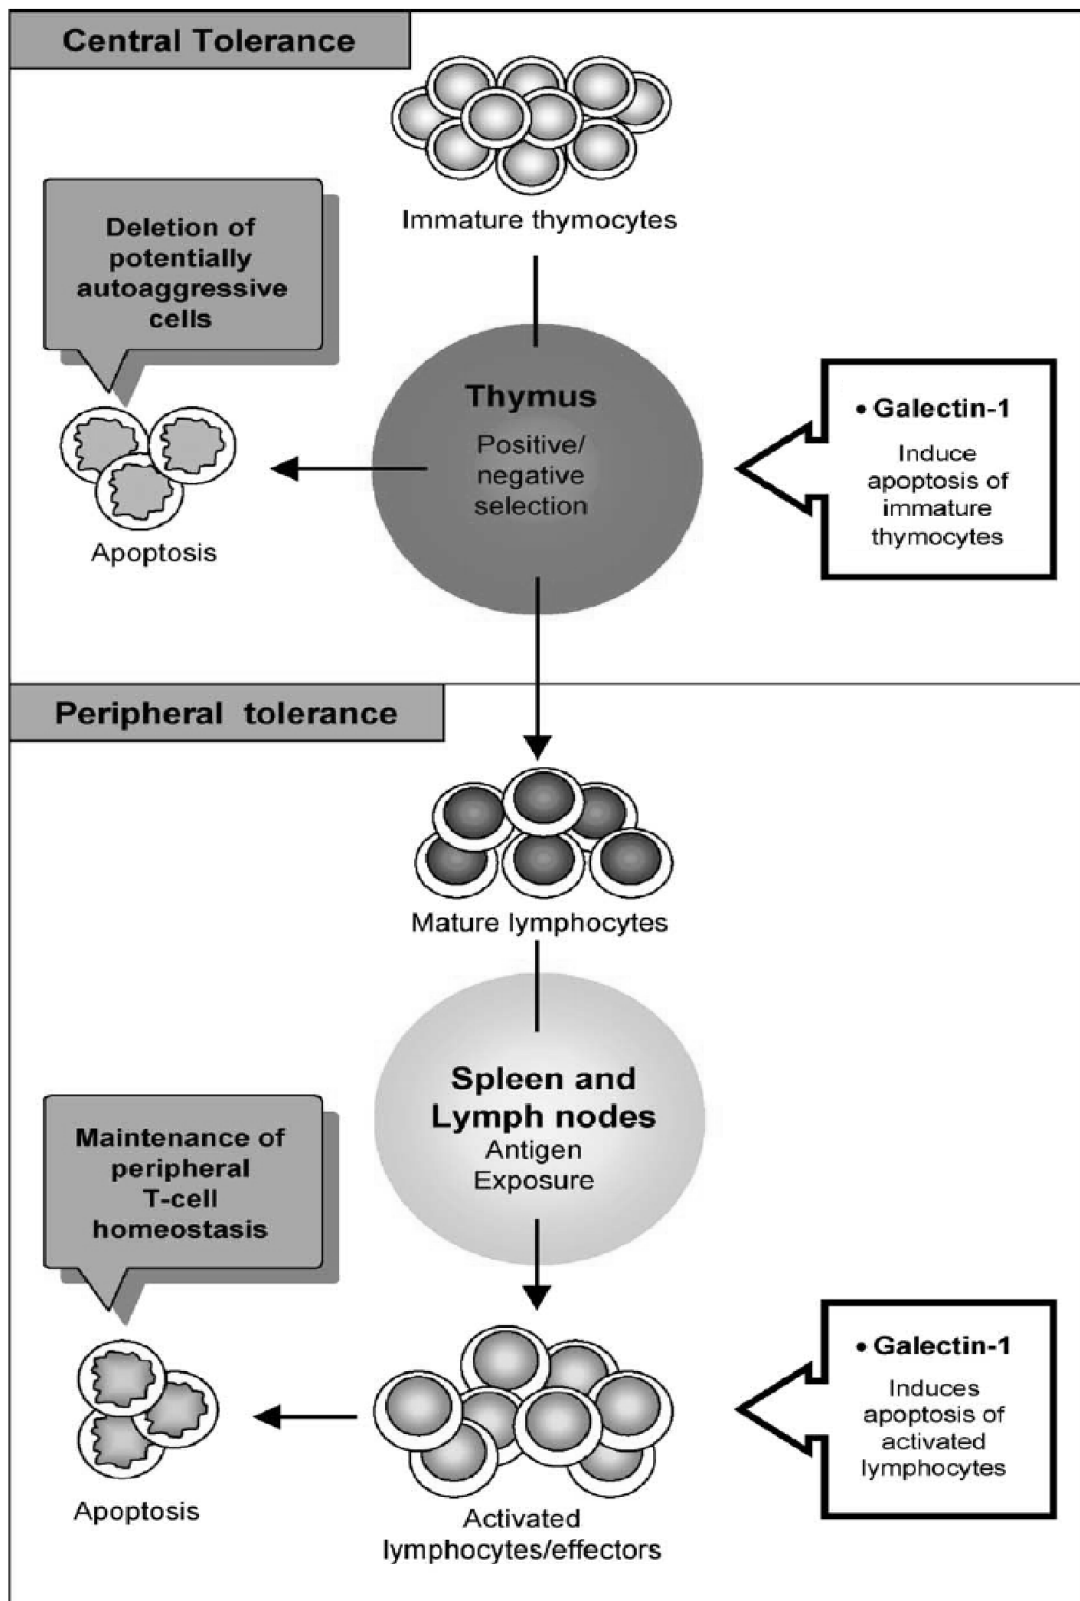 Central Tolerance
Immature thymocytes
Deletion of
potentially
autoaggressive
cells
Thymus
Positive/
negative
selection
• Galectin-1
Induce
apoptosis of
immature
thymocytes
Apoptosis
Peripheral tolerance
Mature lymphocytes
Spleen and
Lymph nodes
Antigen
Exposure
Maintenance of
peripheral
T-cell
homeostasis
• Galectin-1
Induces
apoptosis of
activated
lymphocytes
Apoptosis
Activated
lymphocytes/effectors